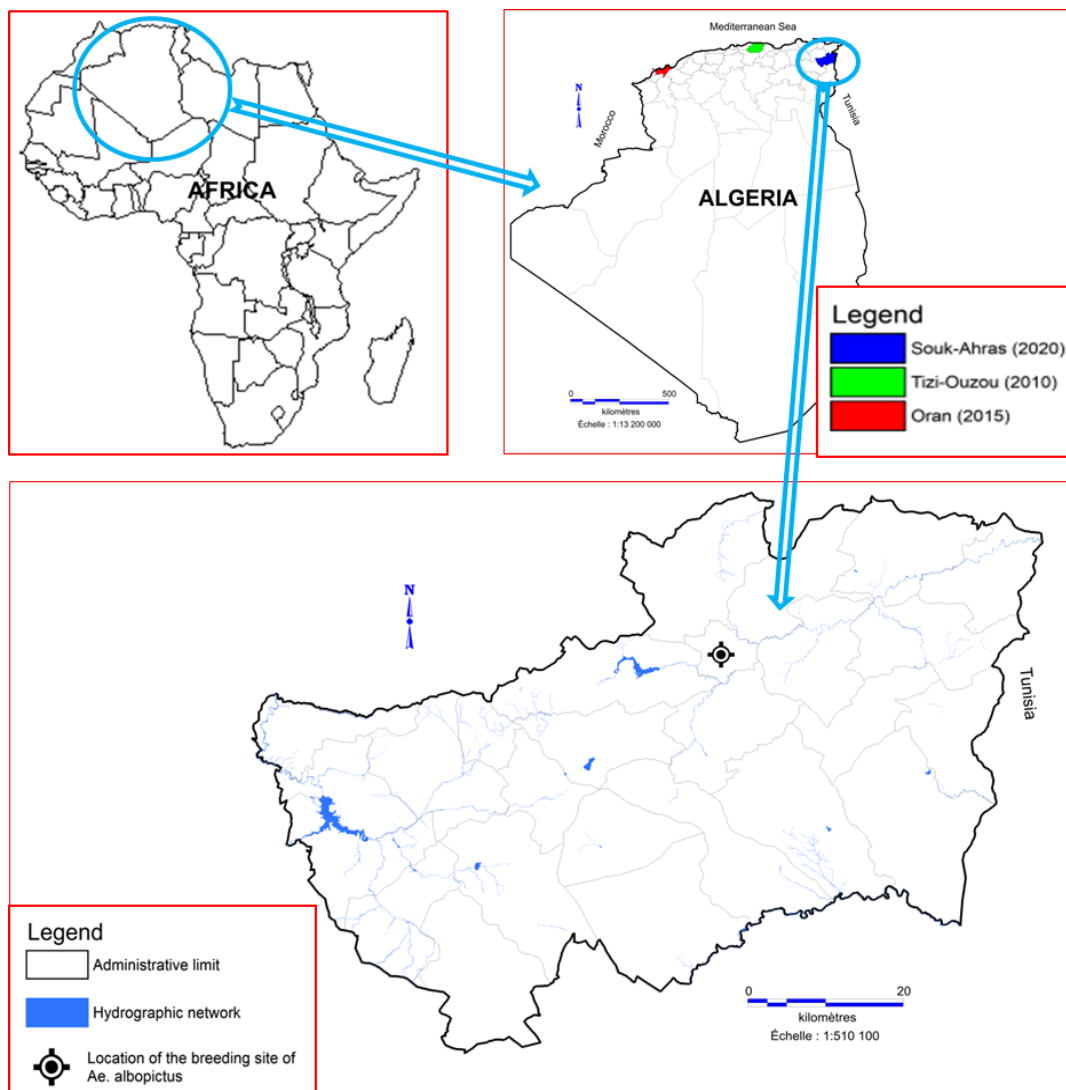 AFRICA
Mediterranean Sea
N
Morocco
Tunisia
ALGERIA
0 500
kilomètres
Échelle : 1:13 200 000
Legend
Souk-Ahras (2020)
Tizi-Ouzou (2010)
Oran (2015)
N
Tunisia
0 20
kilomètres
Échelle : 1:510 100
Legend
Administrative limit
Hydrographic network
Location of the breeding site of
Ae. albopictus